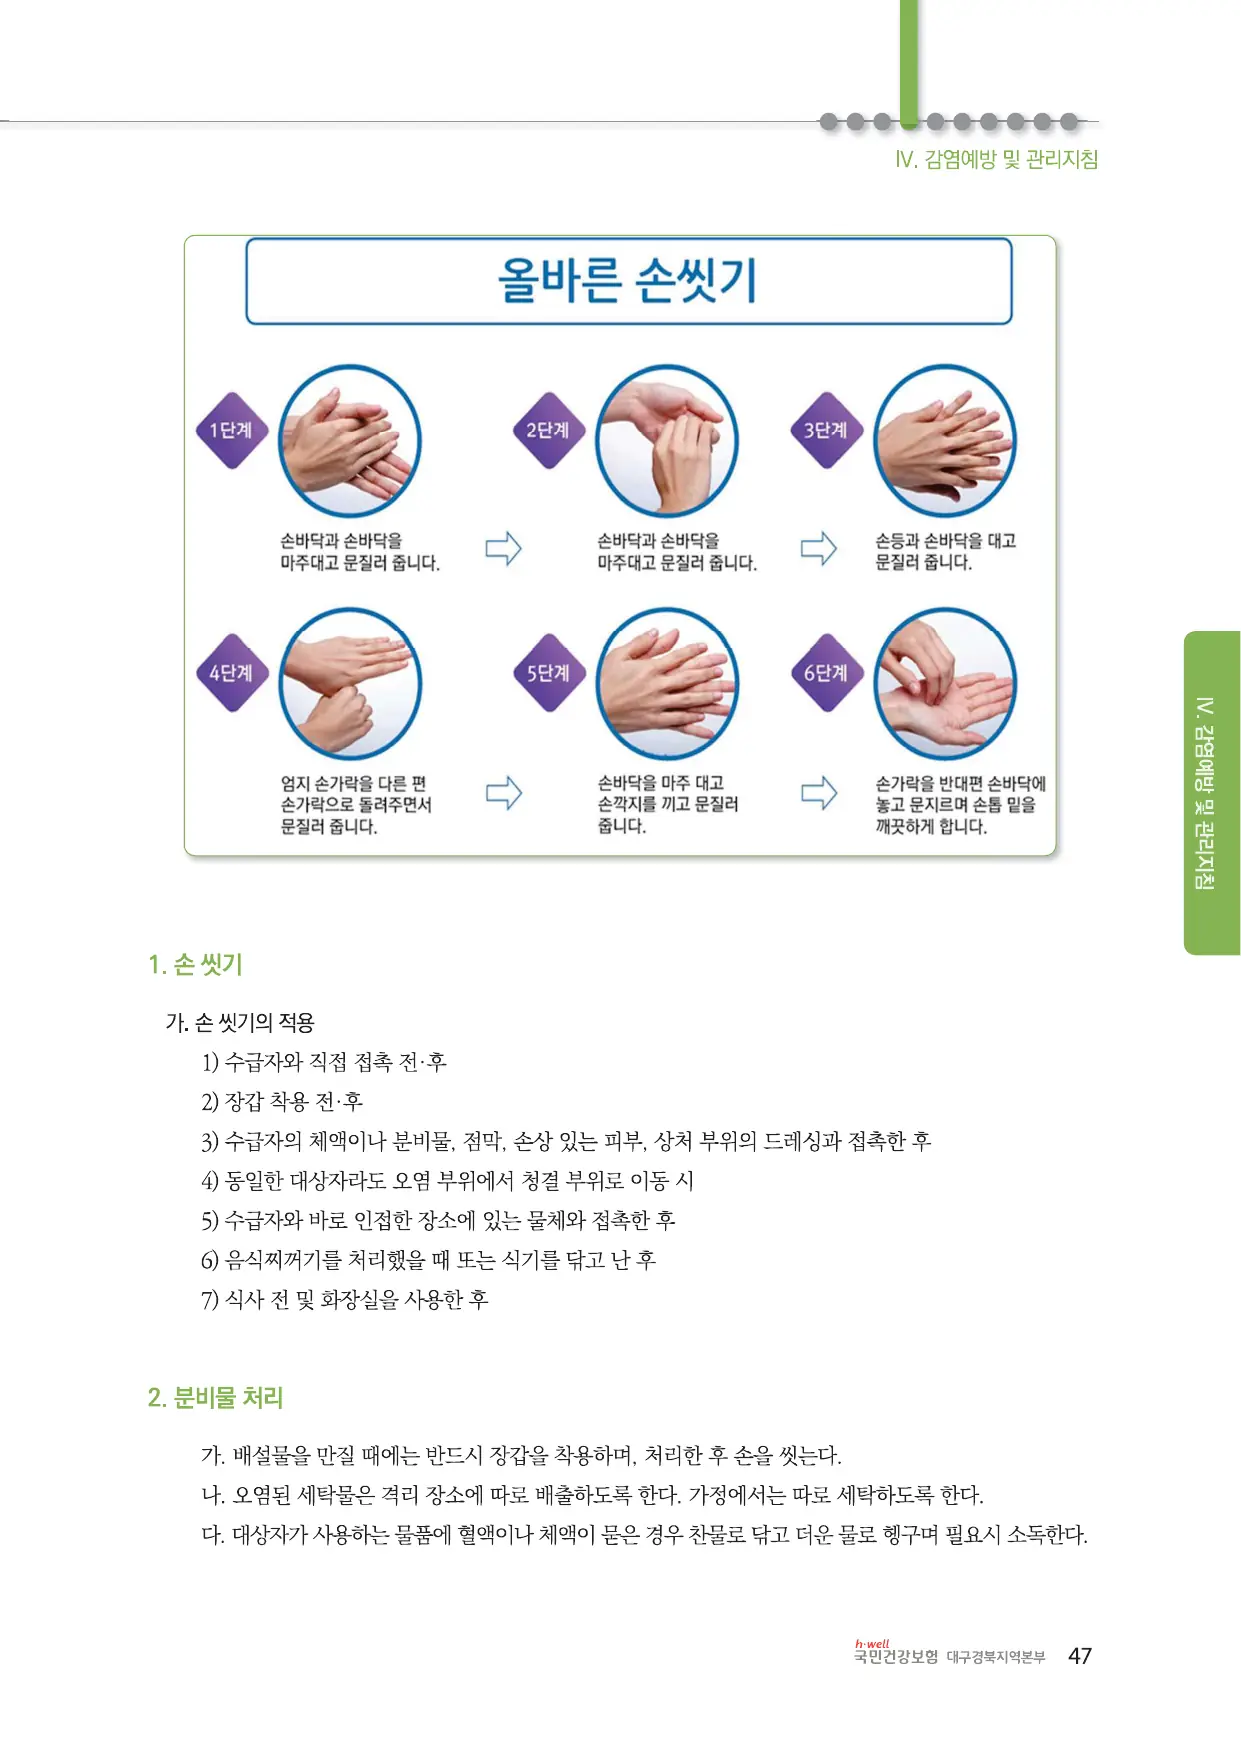 IV. 감염예방 및 관리지침
올바른 손씻기
1단계
손바닥과 손바닥을
마주대고 문질러 줍니다.
2단계
손바닥과 손바닥을
마주대고 문질러 줍니다.
3단계
손등과 손바닥을 대고
문질러 줍니다.
4단계
엄지 손가락을 다른 편
손가락으로 돌려주면서
문질러 줍니다.
5단계
손바닥을 마주 대고
손깍지를 끼고 문질러
줍니다.
6단계
손가락을 반대편 손바닥에
놓고 문지르며 손톱 밑을
깨끗하게 합니다.
IV. 감염예방 및 관리지침
1. 손 씻기
가. 손 씻기의 적용
1) 수급자와 직접 접촉 전·후
2) 장갑 착용 전·후
3) 수급자의 체액이나 분비물, 점막, 손상 있는 피부, 상처 부위의 드레싱과 접촉한 후
4) 동일한 대상자라도 오염 부위에서 청결 부위로 이동 시
5) 수급자와 바로 인접한 장소에 있는 물체와 접촉한 후
6) 음식찌꺼기를 처리했을 때 또는 식기를 닦고 난 후
7) 식사 전 및 화장실을 사용한 후
2. 분비물 처리
가. 배설물을 만질 때에는 반드시 장갑을 착용하며, 처리한 후 손을 씻는다.
나. 오염된 세탁물은 격리 장소에 따로 배출하도록 한다. 가정에서는 따로 세탁하도록 한다.
다. 대상자가 사용하는 물품에 혈액이나 체액이 묻은 경우 찬물로 닦고 더운 물로 헹구며 필요시 소독한다.
h·well
국민건강보험 대구경북지역본부 47